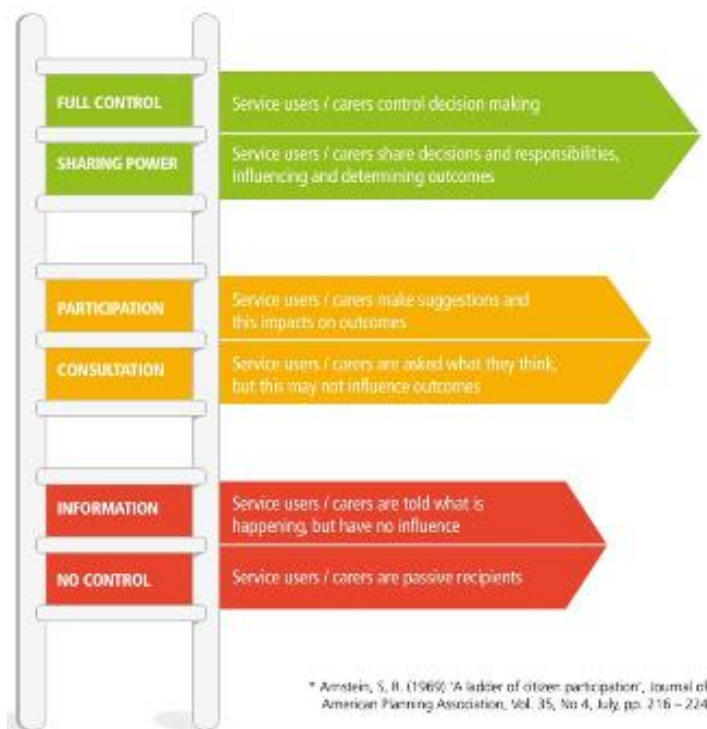 FULL CONTROL
Service users / carers control decision making
SHARING POWER
Service users / carers share decisions and responsibilities,
influencing and determining outcomes
PARTICIPATION
Service users / carers make suggestions and
this impacts on outcomes
CONSULTATION
Service users / carers are asked what they think,
but this may not influence outcomes
INFORMATION
Service users / carers are told what is
happening, but have no influence
NO CONTROL
Service users / carers are passive recipients
* Arnstein, S. R. (1969) 'A ladder of citizen participation', Journal of
American Planning Association, Vol. 35, No 4, July, pp. 216 – 224